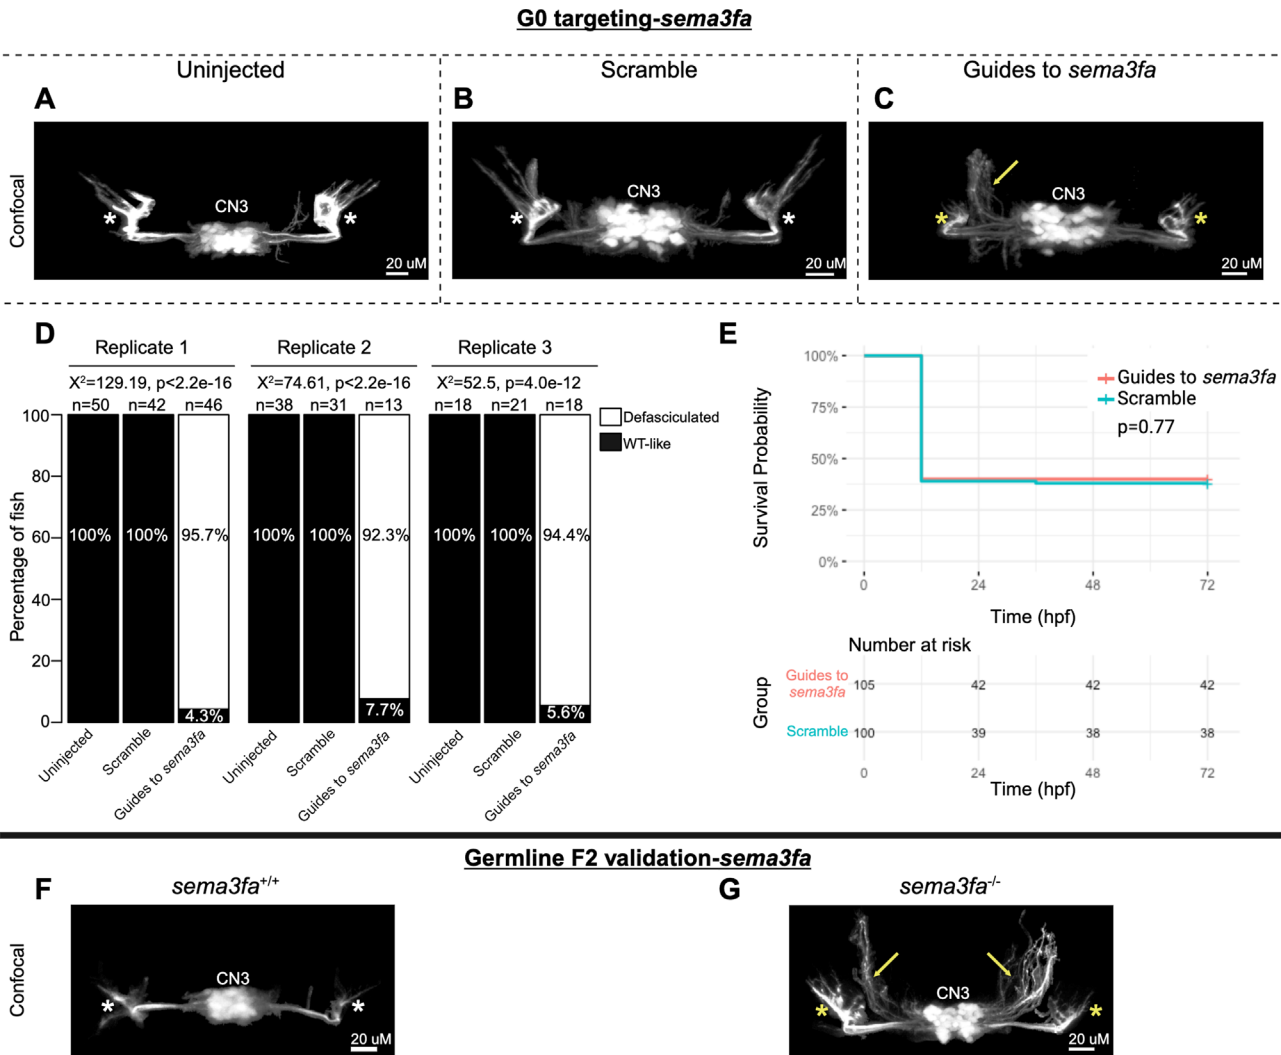 G0 targeting-sema3fa
Uninjected
Scramble
Guides to sema3fa
A
B
C
Confocal
CN3
*
*
20 uM
CN3
*
*
20 uM
CN3
*
*
20 uM
D
Replicate 1
Replicate 2
Replicate 3
X²=129.19, p<2.2e-16
X²=74.61, p<2.2e-16
X²=52.5, p=4.0e-12
n=50
n=42
n=46
n=38
n=31
n=13
n=18
n=21
n=18
Defasciculated
WT-like
Percentage of fish
100
80
60
40
20
0
100%
100%
95.7%
100%
100%
92.3%
100%
100%
94.4%
4.3%
7.7%
5.6%
Uninjected
Scramble
Guides to sema3fa
Uninjected
Scramble
Guides to sema3fa
Uninjected
Scramble
Guides to sema3fa
E
Survival Probability
100%
75%
50%
25%
0%
Guides to sema3fa
Scramble
p=0.77
0
24
48
72
Time (hpf)
Number at risk
Group
Guides to
sema3fa
105
42
42
42
Scramble
100
39
38
38
0
24
48
72
Time (hpf)
Germline F2 validation-sema3fa
F
sema3fa+/+
G
sema3fa-/-
Confocal
CN3
*
*
20 uM
CN3
*
*
20 uM